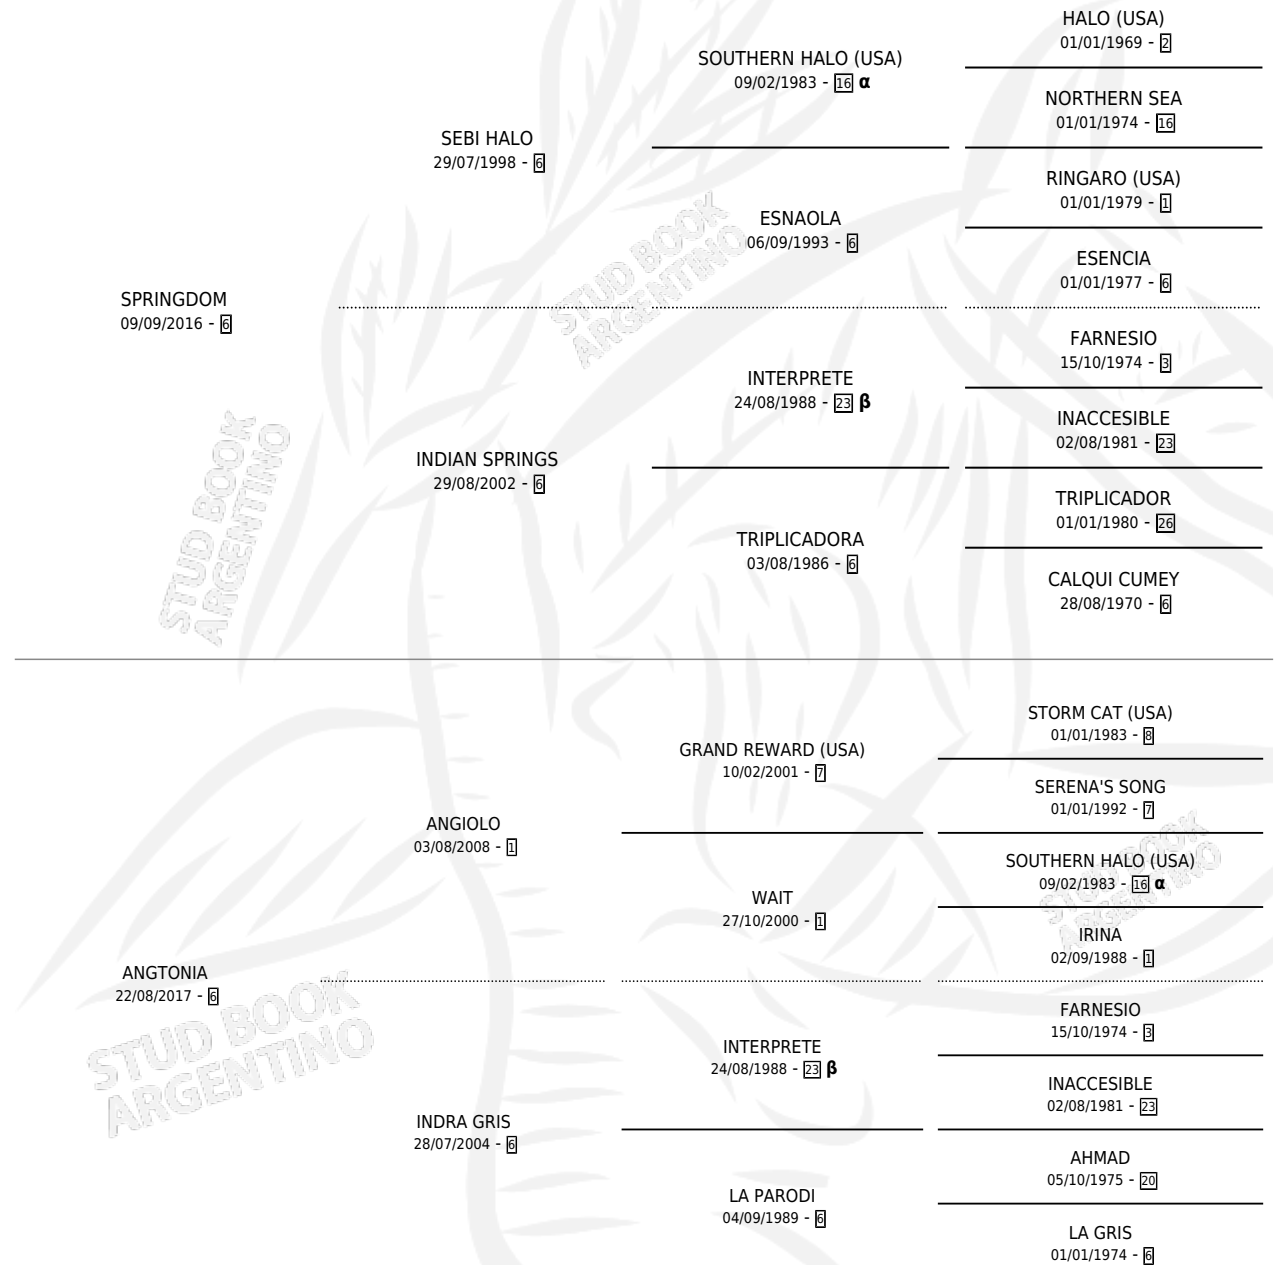 HALO (USA)
01/01/1969 - 2
SOUTHERN HALO (USA)
09/02/1983 - 16 α
NORTHERN SEA
01/01/1974 - 16
SEBI HALO
29/07/1998 - 6
RINGARO (USA)
01/01/1979 - 1
ESNAOLA
06/09/1993 - 6
ESENCIA
01/01/1977 - 6
SPRINGDOM
09/09/2016 - 6
FARNESIO
15/10/1974 - 3
INTERPRETE
24/08/1988 - 23 β
INACCESIBLE
02/08/1981 - 23
INDIAN SPRINGS
29/08/2002 - 6
TRIPLICADOR
01/01/1980 - 26
TRIPLICADORA
03/08/1986 - 6
CALQUI CUMEY
28/08/1970 - 6
STUD BOOK
ARGENTINO
STUD BOOK
ARGENTINO
STORM CAT (USA)
01/01/1983 - 8
GRAND REWARD (USA)
10/02/2001 - 7
SERENA'S SONG
01/01/1992 - 7
ANGIOLO
03/08/2008 - 1
SOUTHERN HALO (USA)
09/02/1983 - 16 α
WAIT
27/10/2000 - 1
IRINA
02/09/1988 - 1
ANGTONIA
22/08/2017 - 6
FARNESIO
15/10/1974 - 3
INTERPRETE
24/08/1988 - 23 β
INACCESIBLE
02/08/1981 - 23
INDRA GRIS
28/07/2004 - 6
AHMAD
05/10/1975 - 20
LA PARODI
04/09/1989 - 6
LA GRIS
01/01/1974 - 6
STUD BOOK
ARGENTINO
STUD BOOK
ARGENTINO